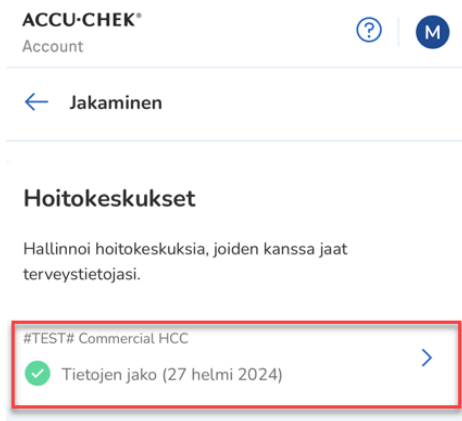 ACCU-CHEK®
Account
?
M
Jakaminen
Hoitokeskukset
Hallinnoi hoitokeskuksia, joiden kanssa jaat
terveystietojasi.
#TEST# Commercial HCC
Tietojen jako (27 helmi 2024)